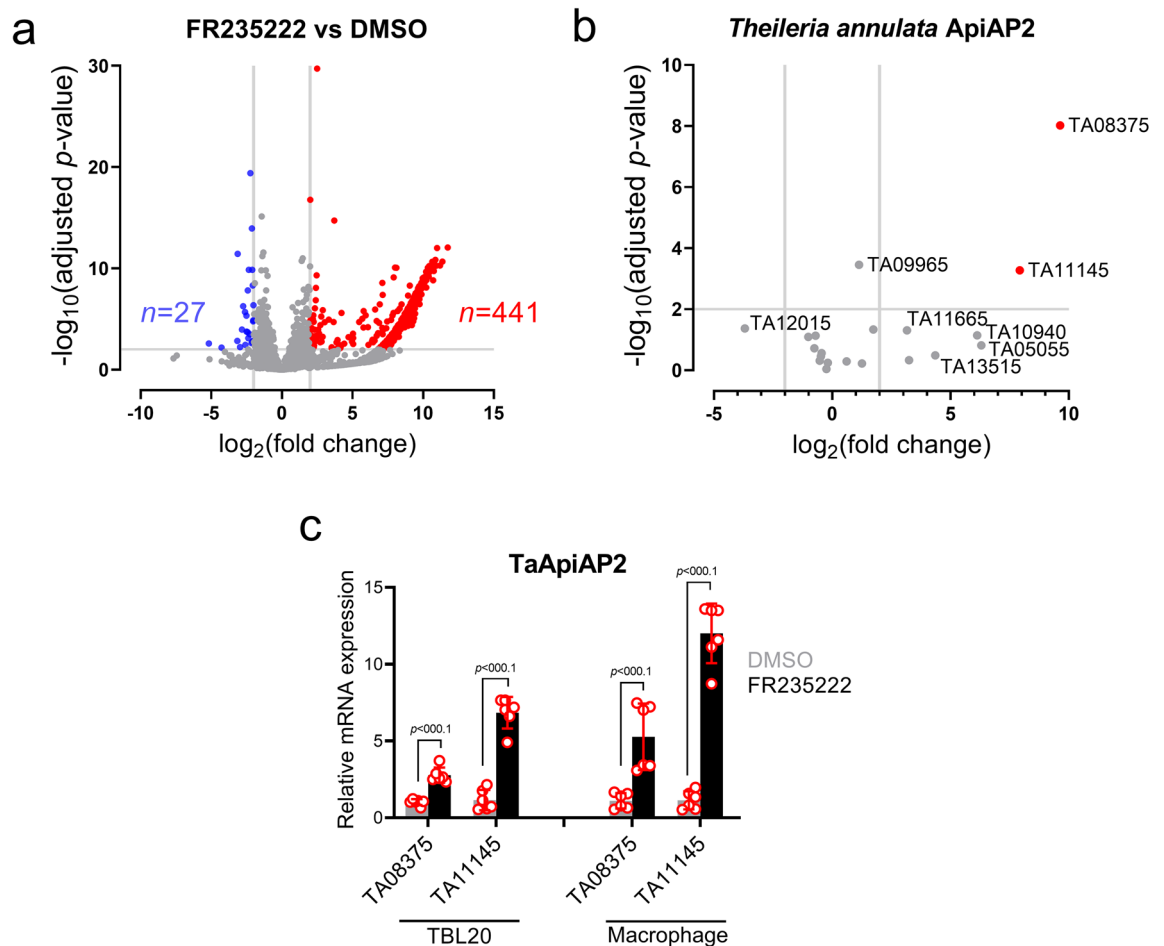 a
FR235222 vs DMSO
-log10(adjusted p-value)
30
20
10
0
n=27
n=441
-10 -5 0 5 10 15
log2(fold change)
b
Theileria annulata ApiAP2
-log10(adjusted p-value)
10
8
6
4
2
0
TA08375
TA09965
TA11145
TA12015
TA11665
TA10940
TA05055
TA13515
-5 0 5 10
log2(fold change)
c
TaApiAP2
Relative mRNA expression
15
10
5
0
p<000.1
p<000.1
p<000.1
p<000.1
DMSO
FR235222
TA08375 TA11145 TA08375 TA11145
TBL20 Macrophage